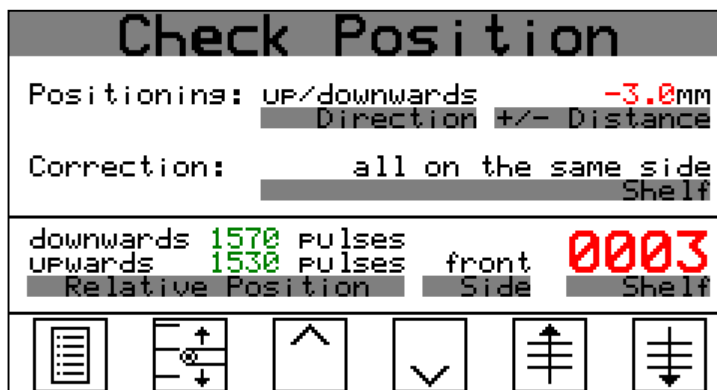 Check Position
Positioning: up/downwards -3.0mm
Direction +/- Distance
Correction: all on the same side
Shelf
downwards 1570 pulses
upwards 1530 pulses front 0003
Relative Position Side Shelf